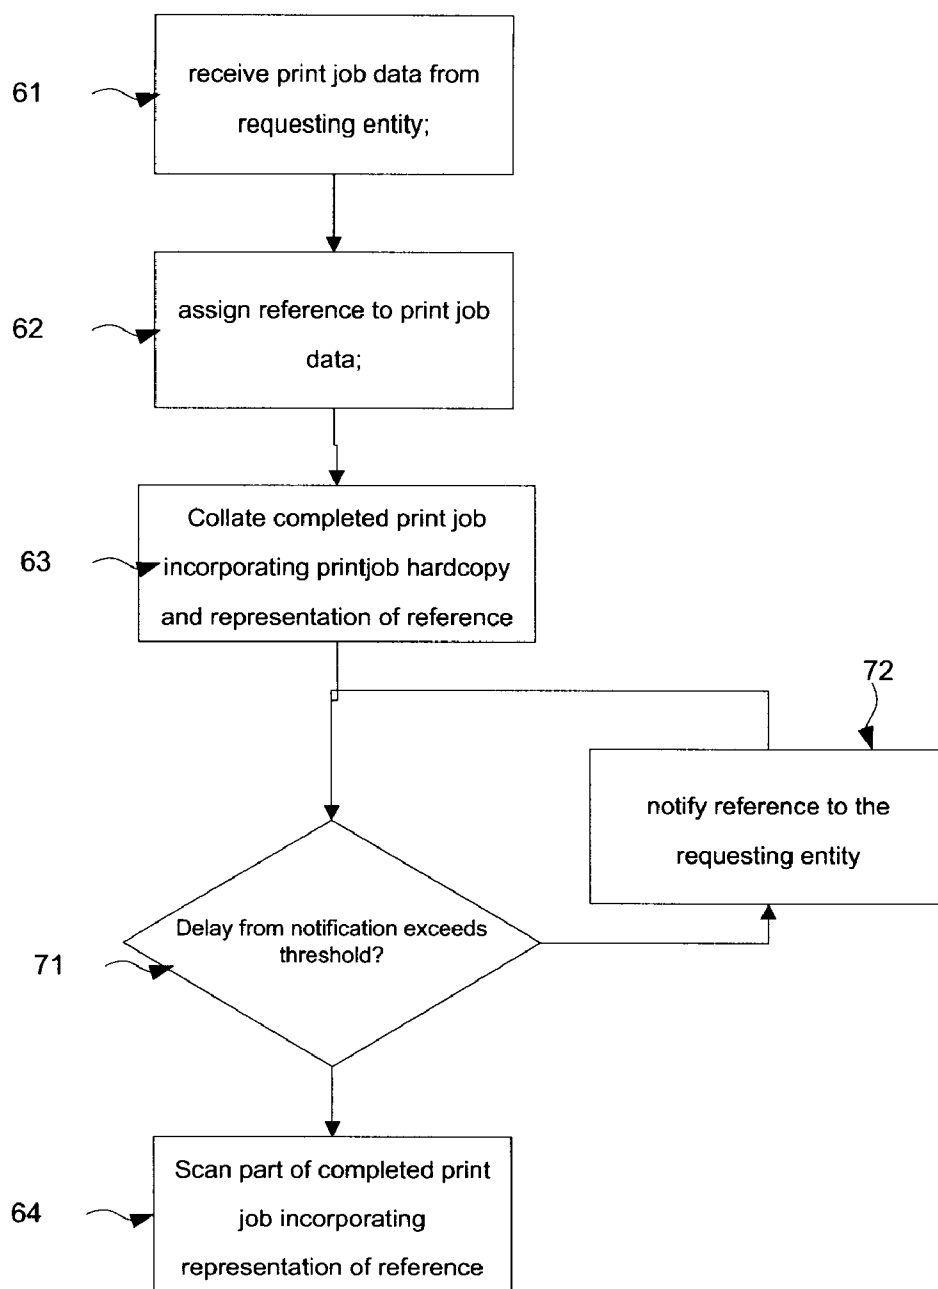 61
receive print job data from
requesting entity;
62
assign reference to print job
data;
63
Collate completed print job
incorporating printjob hardcopy
and representation of reference
72
notify reference to the
requesting entity
71
Delay from notification exceeds
threshold?
64
Scan part of completed print
job incorporating
representation of reference